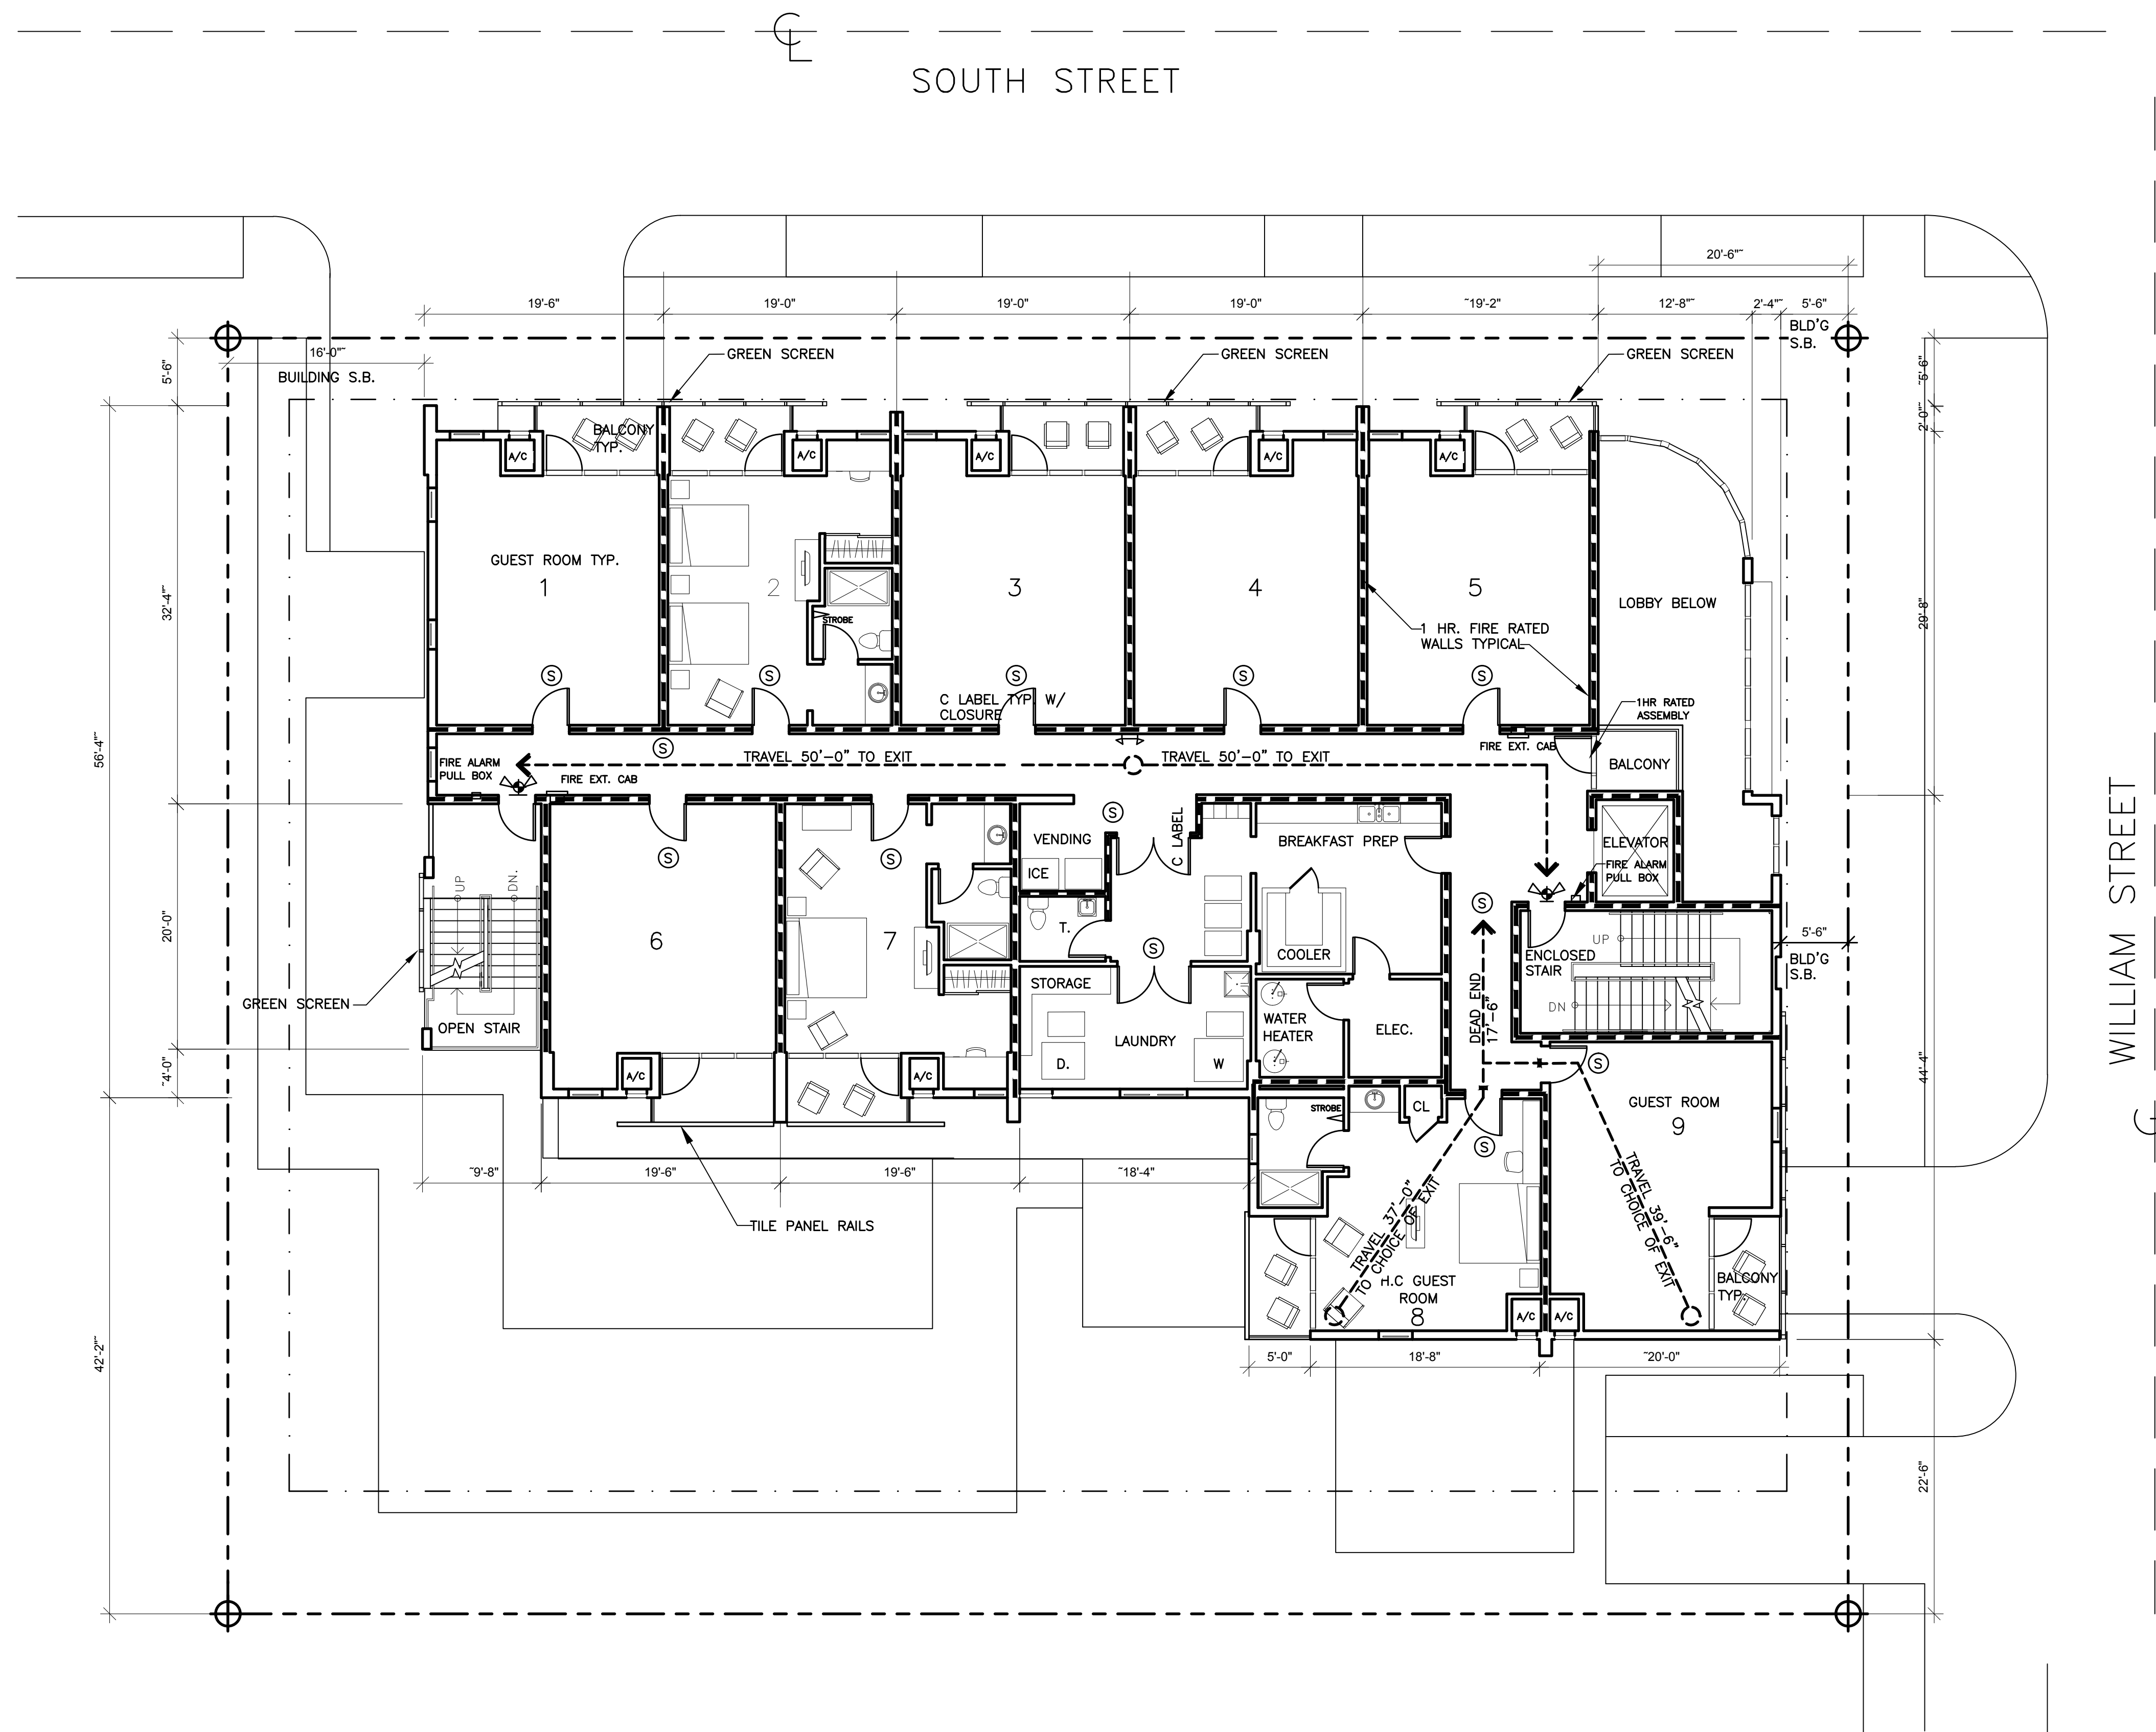 SOUTH STREET
20'-6"~
19'-6"
19'-0"
19'-0"
19'-0"
~19'-2"
12'-8"~
2'-4"~
5'-6"
BLD'G
S.B.
16'-0"~
BUILDING S.B.
GREEN SCREEN
GREEN SCREEN
GREEN SCREEN
5'-6"
~5'-6"
2'-0"~
BALCONY
TYP.
A/C
A/C
A/C
A/C
A/C
GUEST ROOM TYP.
1
2
3
4
5
STROBE
LOBBY BELOW
1 HR. FIRE RATED
WALLS TYPICAL
32'-4"~
29'-8"
56'-4"~
S
S
S
S
S
C LABEL TYP. W/
CLOSURE
1HR RATED
ASSEMBLY
S
TRAVEL 50'-0" TO EXIT
TRAVEL 50'-0" TO EXIT
FIRE EXT. CAB
FIRE ALARM
PULL BOX
FIRE EXT. CAB
BALCONY
WILLIAM STREET
S
C LABEL
VENDING
ICE
BREAKFAST PREP
ELEVATOR
FIRE ALARM
PULL BOX
S
S
UP
DN.
20'-0"
6
7
T.
S
COOLER
S
UP
ENCLOSED
STAIR
DN
5'-6"
BLD'G
S.B.
GREEN SCREEN
OPEN STAIR
STORAGE
LAUNDRY
D.
W
WATER
HEATER
ELEC.
DEAD END
17'-6"
~4'-0"
A/C
A/C
S
44'-4"
STROBE
CL
S
GUEST ROOM
9
~9'-8"
19'-6"
19'-6"
~18'-4"
TILE PANEL RAILS
TRAVEL 37'-0"
TO CHOICE OF EXIT
TRAVEL 39'-6"
TO CHOICE OF EXIT
H.C GUEST
ROOM
8
BALCONY
TYP.
A/C
A/C
5'-0"
18'-8"
~20'-0"
42'-2"~
22'-6"